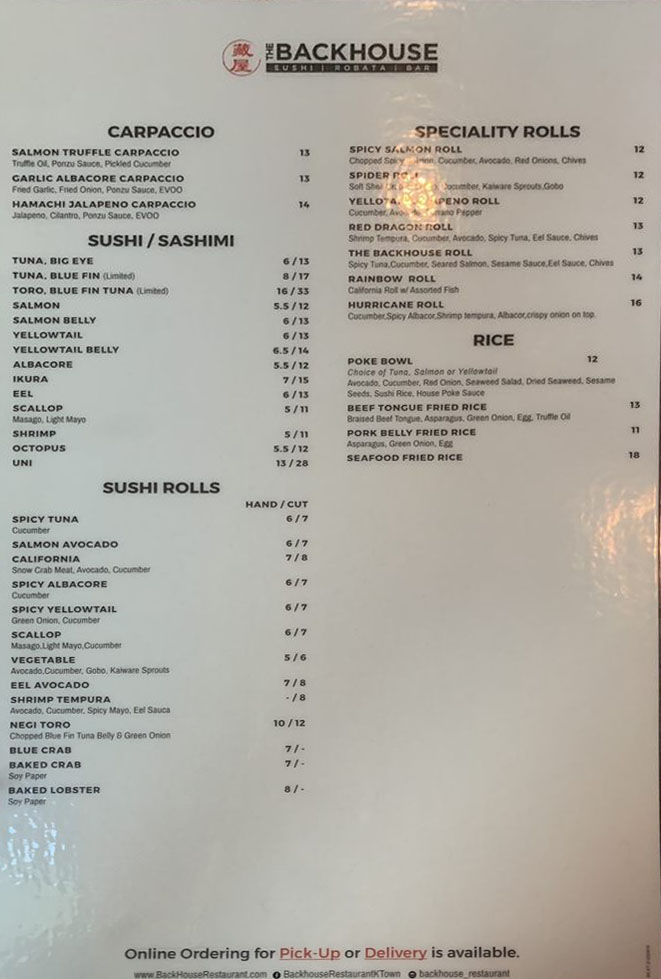 蔵
屋
THE BACKHOUSE
SUSHI | ROBATA | BAR
CARPACCIO
SALMON TRUFFLE CARPACCIO 13
Truffle Oil, Ponzu Sauce, Pickled Cucumber
GARLIC ALBACORE CARPACCIO 13
Fried Garlic, Fried Onion, Ponzu Sauce, EVOO
HAMACHI JALAPENO CARPACCIO 14
Jalapeno, Cilantro, Ponzu Sauce, EVOO
SUSHI / SASHIMI
TUNA, BIG EYE 6 / 13
TUNA, BLUE FIN (Limited) 8 / 17
TORO, BLUE FIN TUNA (Limited) 16 / 33
SALMON 5.5 / 12
SALMON BELLY 6 / 13
YELLOWTAIL 6 / 13
YELLOWTAIL BELLY 6.5 / 14
ALBACORE 5.5 / 12
IKURA 7 / 15
EEL 6 / 13
SCALLOP 5 / 11
Masago, Light Mayo
SHRIMP 5 / 11
OCTOPUS 5.5 / 12
UNI 13 / 28
SUSHI ROLLS
HAND / CUT
SPICY TUNA 6 / 7
Cucumber
SALMON AVOCADO 6 / 7
CALIFORNIA 7 / 8
Snow Crab Meat, Avocado, Cucumber
SPICY ALBACORE 6 / 7
Cucumber
SPICY YELLOWTAIL 6 / 7
Green Onion, Cucumber
SCALLOP 6 / 7
Masago,Light Mayo,Cucumber
VEGETABLE 5 / 6
Avocado,Cucumber, Gobo, Kaiware Sprouts
EEL AVOCADO 7 / 8
SHRIMP TEMPURA - / 8
Avocado, Cucumber, Spicy Mayo, Eel Sauca
NEGI TORO 10 / 12
Chopped Blue Fin Tuna Belly & Green Onion
BLUE CRAB 7 / -
BAKED CRAB 7 / -
Soy Paper
BAKED LOBSTER 8 / -
Soy Paper
SPECIALITY ROLLS
SPICY SALMON ROLL 12
Chopped Cucumber, Avocado, Red Onions, Chives
SPIDER 12
Soft Cucumber, Kaiware Sprouts,Gobo
ROLL 12
Cucumber, Pepper
RED DRAGON ROLL 13
Shrimp Tempura, Cucumber, Avocado, Spicy Tuna, Eel Sauce, Chives
THE BACKHOUSE ROLL 13
Spicy Tuna,Cucumber, Seared Salmon, Sesame Sauce,Eel Sauce, Chives
RAINBOW ROLL 14
California Roll w/ Assorted Fish
HURRICANE ROLL 16
Cucumber,Spicy Albacor,Shrimp tempura, Albacor,crispy onion on top.
RICE
POKE BOWL 12
Choice of Tuna, Salmon or Yellowtail
Avocado, Cucumber, Red Onion, Seaweed Salad, Dried Seaweed, Sesame
Seeds, Sushi Rice, House Poke Sauce
BEEF TONGUE FRIED RICE 13
Braised Beef Tongue, Asparagus, Green Onion, Egg, Truffle Oil
PORK BELLY FRIED RICE 11
Asparagus, Green Onion, Egg
SEAFOOD FRIED RICE 18
Online Ordering for Pick-Up or Delivery is available.
www.BackHouseRestaurant.com BackhouseRestaurantKTown backhouse_restaurant